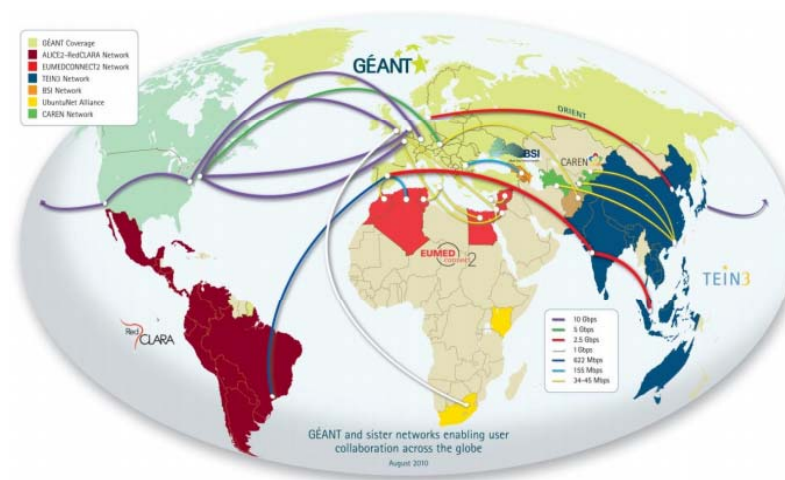 GÉANT Coverage
ALICE2-RedCLARA Network
EUMEDCONNECT2 Network
TEIN3 Network
BSI Network
UbuntuNet Alliance
CAREN Network
GÉANT
ORIENT
BSI
CAREN
EUMED
connect2
TEIN3
Red
CLARA
10 Gbps
5 Gbps
2.5 Gbps
1 Gbps
622 Mbps
155 Mbps
34-45 Mbps
GÉANT and sister networks enabling user
collaboration across the globe
August 2010